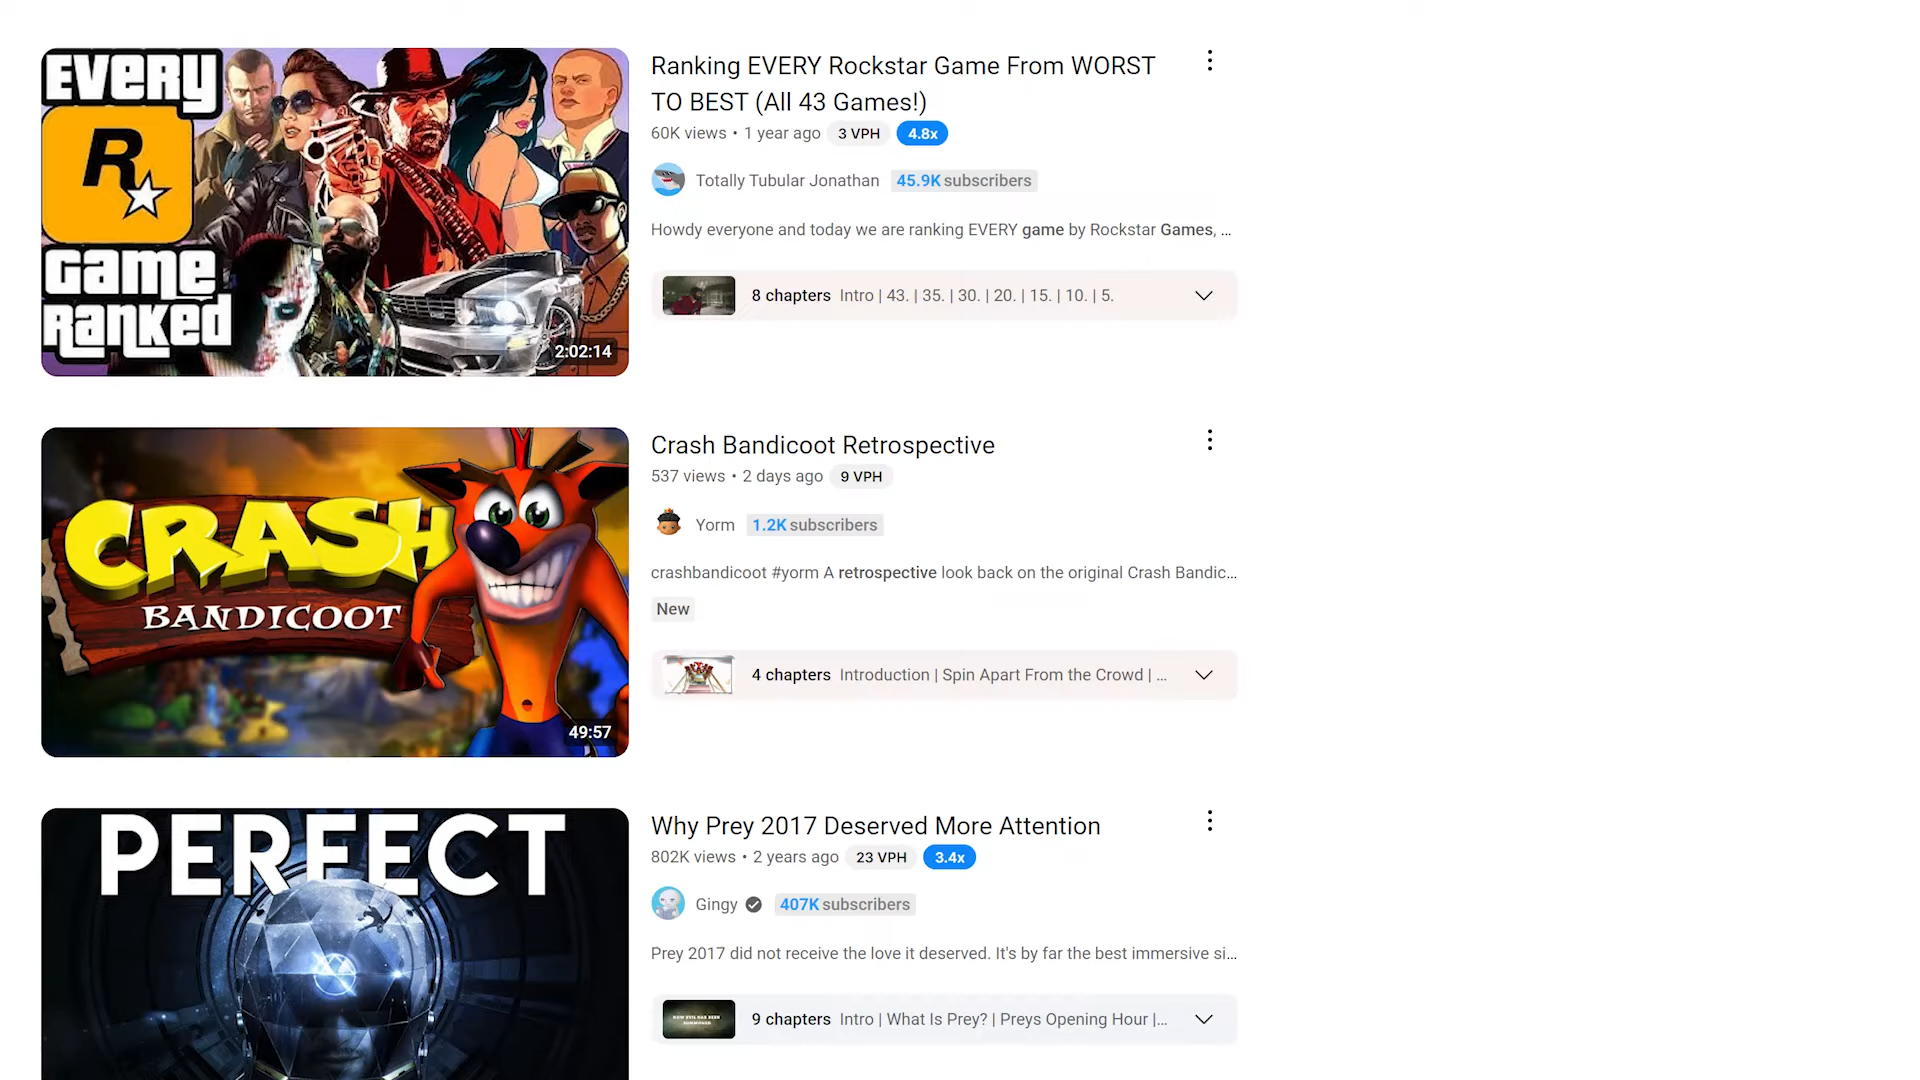 EVERY
R
GAME
RANKED
2:02:14
Ranking EVERY Rockstar Game From WORST
TO BEST (All 43 Games!)
60K views • 1 year ago 3 VPH 4.8x
Totally Tubular Jonathan 45.9K subscribers
Howdy everyone and today we are ranking EVERY game by Rockstar Games, ...
8 chapters Intro | 43. | 35. | 30. | 20. | 15. | 10. | 5.
CRASH
BANDICOOT
49:57
Crash Bandicoot Retrospective
537 views • 2 days ago 9 VPH
Yorm 1.2K subscribers
crashbandicoot #yorm A retrospective look back on the original Crash Bandic...
New
4 chapters Introduction | Spin Apart From the Crowd | ...
PERFECT
Why Prey 2017 Deserved More Attention
802K views • 2 years ago 23 VPH 3.4x
Gingy 407K subscribers
Prey 2017 did not receive the love it deserved. It's by far the best immersive si...
NOW EVIL HAS BEEN
SUMMONED
9 chapters Intro | What Is Prey? | Preys Opening Hour |...